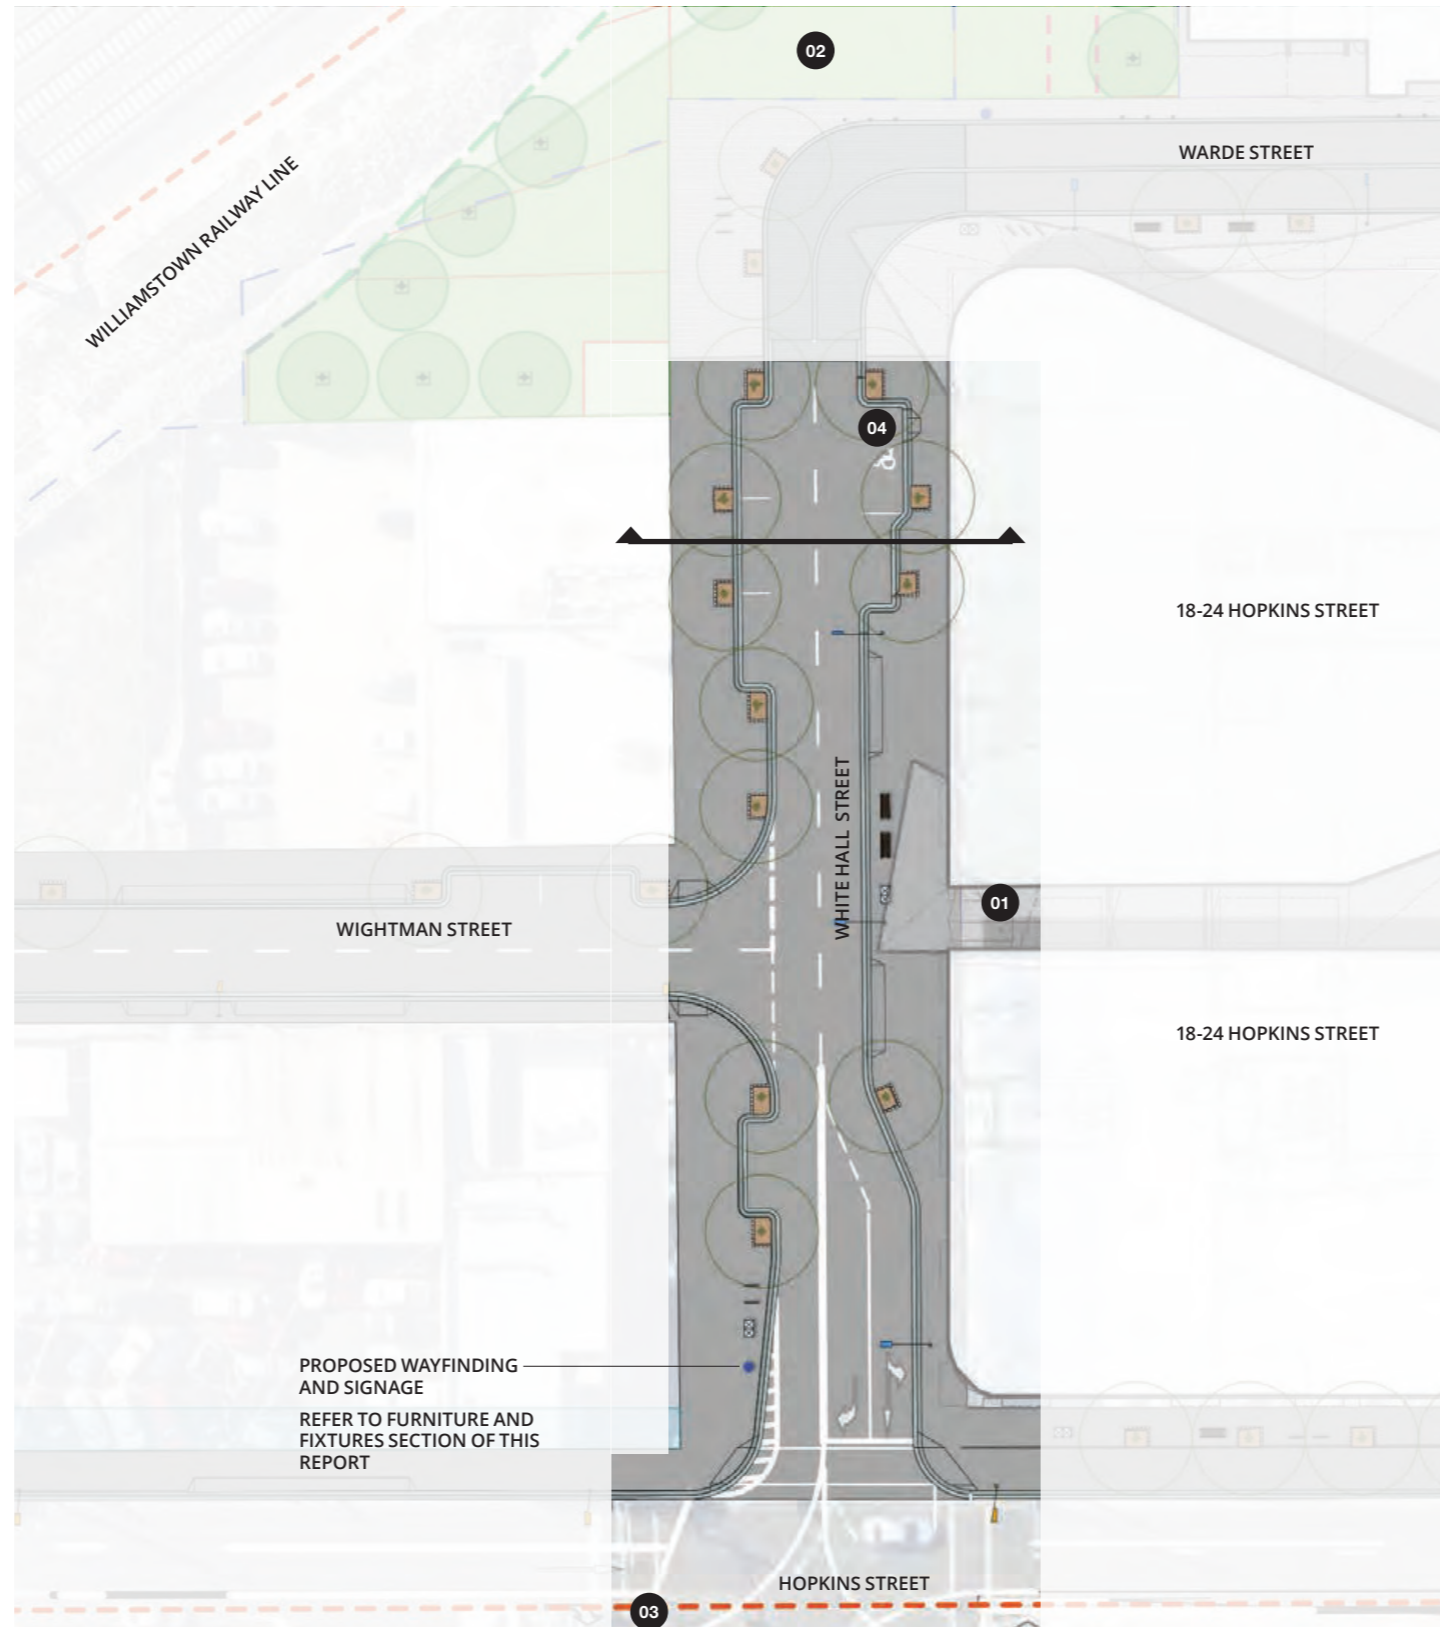 02
WARDE STREET
WILLIAMSTOWN RAILWAY LINE
04
18-24 HOPKINS STREET
WHITE HALL STREET
01
WIGHTMAN STREET
18-24 HOPKINS STREET
PROPOSED WAYFINDING
AND SIGNAGE
REFER TO FURNITURE AND
FIXTURES SECTION OF THIS
REPORT
HOPKINS STREET
03